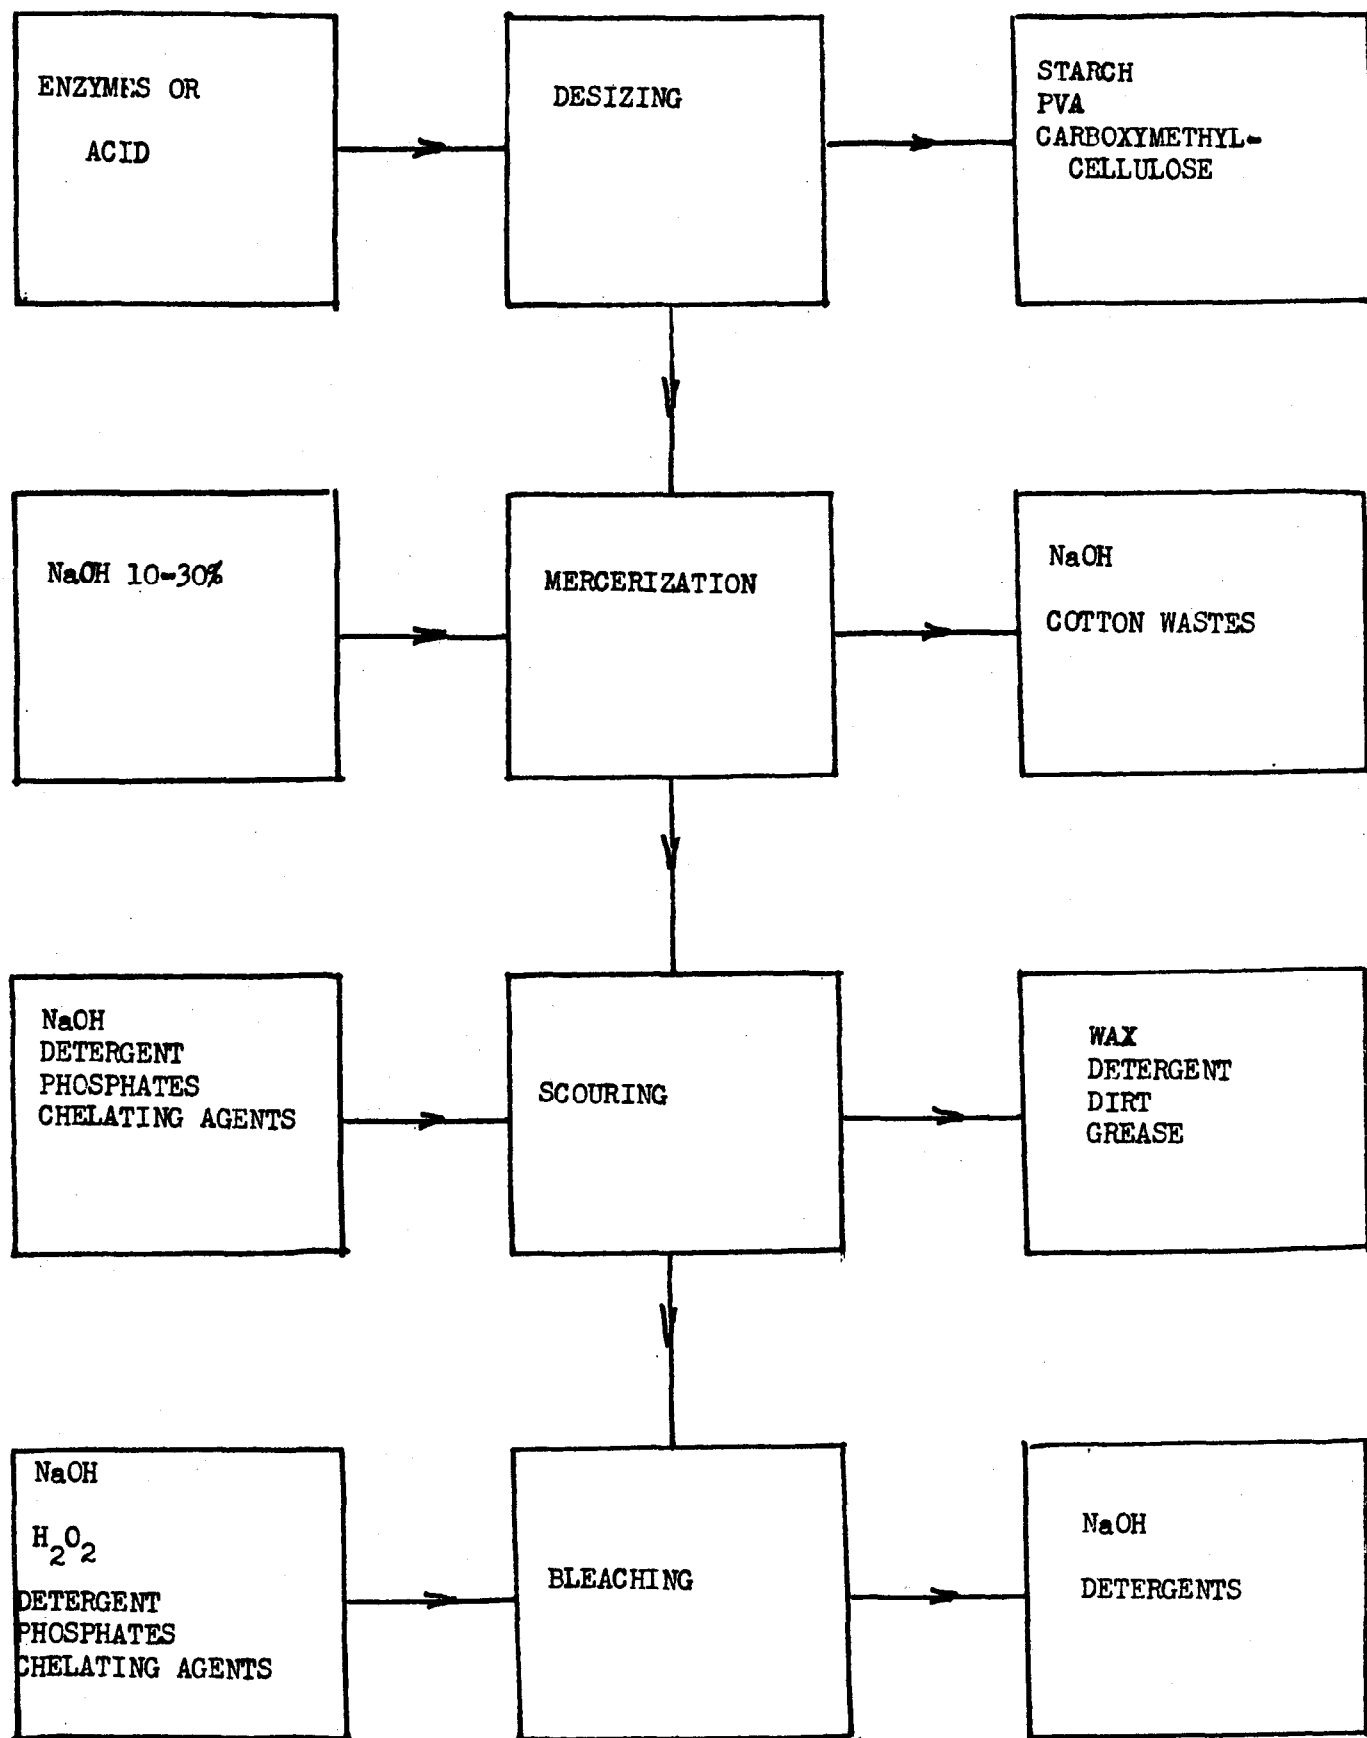 ENZYMES OR
ACID
DESIZING
STARCH
PVA
CARBOXYMETHYL-
CELLULOSE
NaOH 10-30%
MERCERIZATION
NaOH
COTTON WASTES
NaOH
DETERGENT
PHOSPHATES
CHELATING AGENTS
SCOURING
WAX
DETERGENT
DIRT
GREASE
NaOH
H₂O₂
DETERGENT
PHOSPHATES
CHELATING AGENTS
BLEACHING
NaOH
DETERGENTS